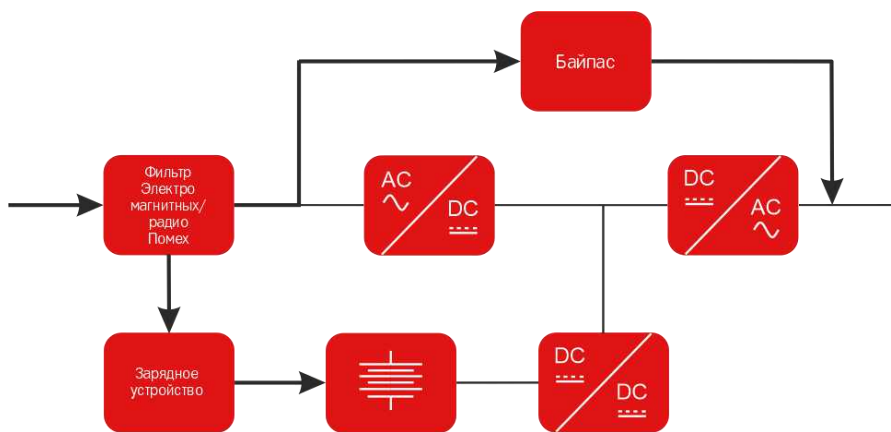 Байпас
Фильтр
Электро
магнитных/
радио
Помех
AC
DC
DC
AC
Зарядное
устройство
DC
DC